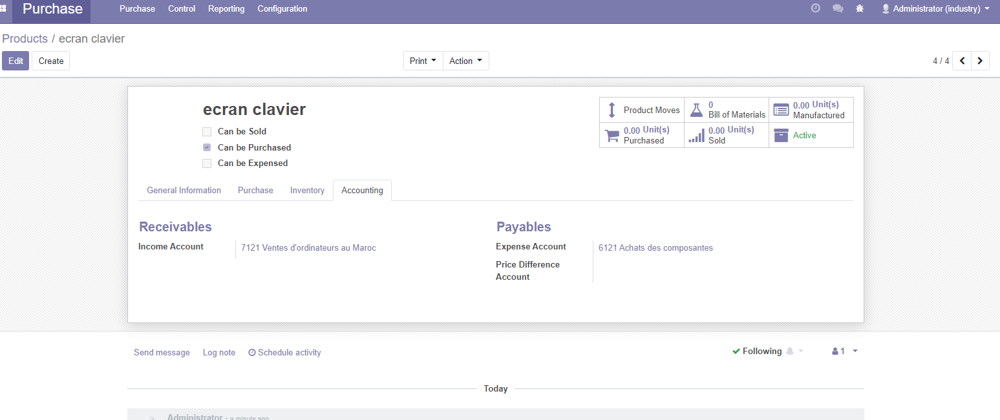 Purchase Purchase Control Reporting Configuration Administrator (industry)
Products / ecran clavier
Edit Create Print Action 4 / 4
ecran clavier
Can be Sold
Can be Purchased
Can be Expensed
Product Moves
0
Bill of Materials
0.00 Unit(s)
Manufactured
0.00 Unit(s)
Purchased
0.00 Unit(s)
Sold
Active
General Information Purchase Inventory Accounting
Receivables
Income Account 7121 Ventes d'ordinateurs au Maroc
Payables
Expense Account 6121 Achats des composantes
Price Difference
Account
Send message Log note Schedule activity Following 1
Today
Administrator - a minute ago